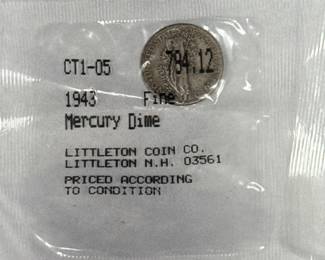 CT1-05 784.12
1943 Fine
Mercury Dime
LITTLETON COIN CO.
LITTLETON N.H. 03561
PRICED ACCORDING
TO CONDITION